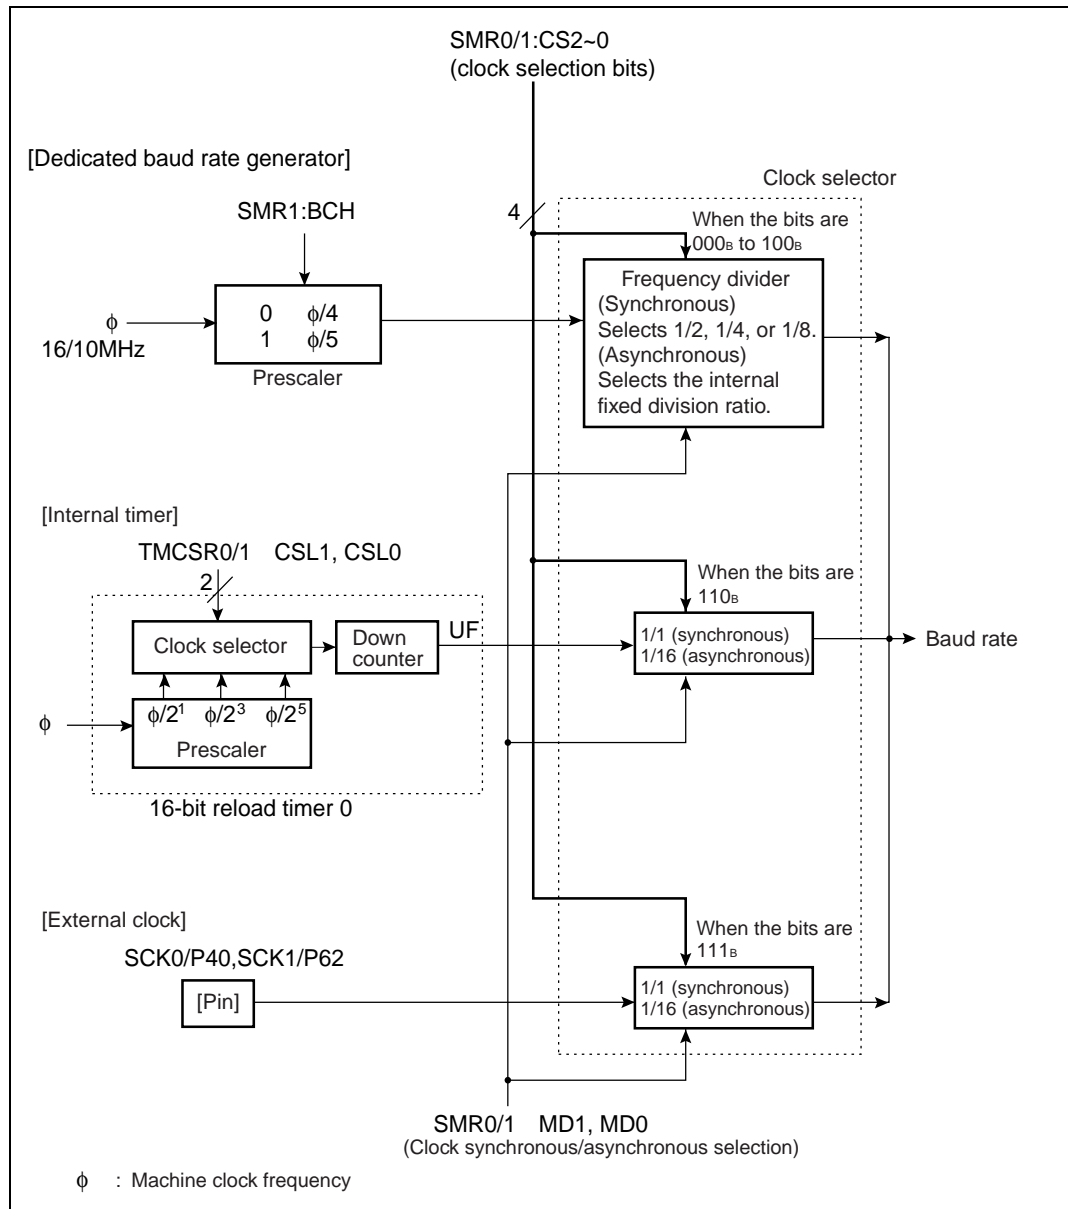 SMR0/1:CS2~0
(clock selection bits)
[Dedicated baud rate generator]
Clock selector
SMR1:BCH
4
When the bits are
000B to 100B
φ
16/10MHz
0 φ/4
1 φ/5
Prescaler
Frequency divider
(Synchronous)
Selects 1/2, 1/4, or 1/8.
(Asynchronous)
Selects the internal
fixed division ratio.
[Internal timer]
TMCSR0/1 CSL1, CSL0
2
When the bits are
110B
Clock selector
Down
counter
UF
1/1 (synchronous)
1/16 (asynchronous)
Baud rate
φ
φ/2¹ φ/2³ φ/2⁵
Prescaler
16-bit reload timer 0
[External clock]
SCK0/P40,SCK1/P62
When the bits are
111B
[Pin]
1/1 (synchronous)
1/16 (asynchronous)
SMR0/1 MD1, MD0
(Clock synchronous/asynchronous selection)
φ : Machine clock frequency